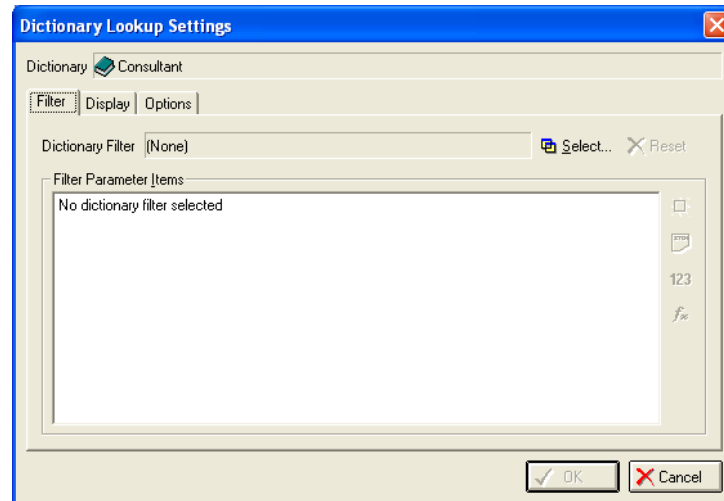 Dictionary Lookup Settings
Dictionary Consultant
Filter Display Options
Dictionary Filter (None) Select... Reset
Filter Parameter Items
No dictionary filter selected
123
OK Cancel